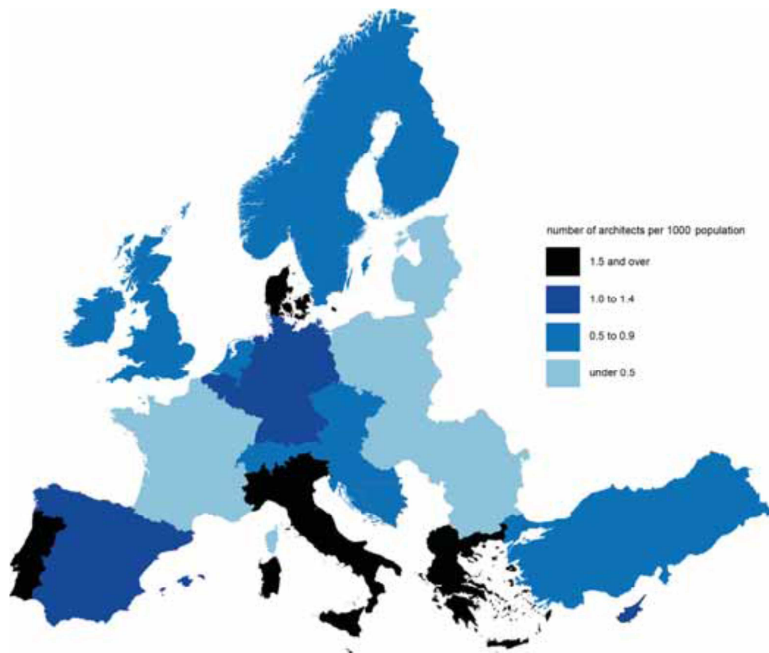 number of architects per 1000 population
1.5 and over
1.0 to 1.4
0.5 to 0.9
under 0.5